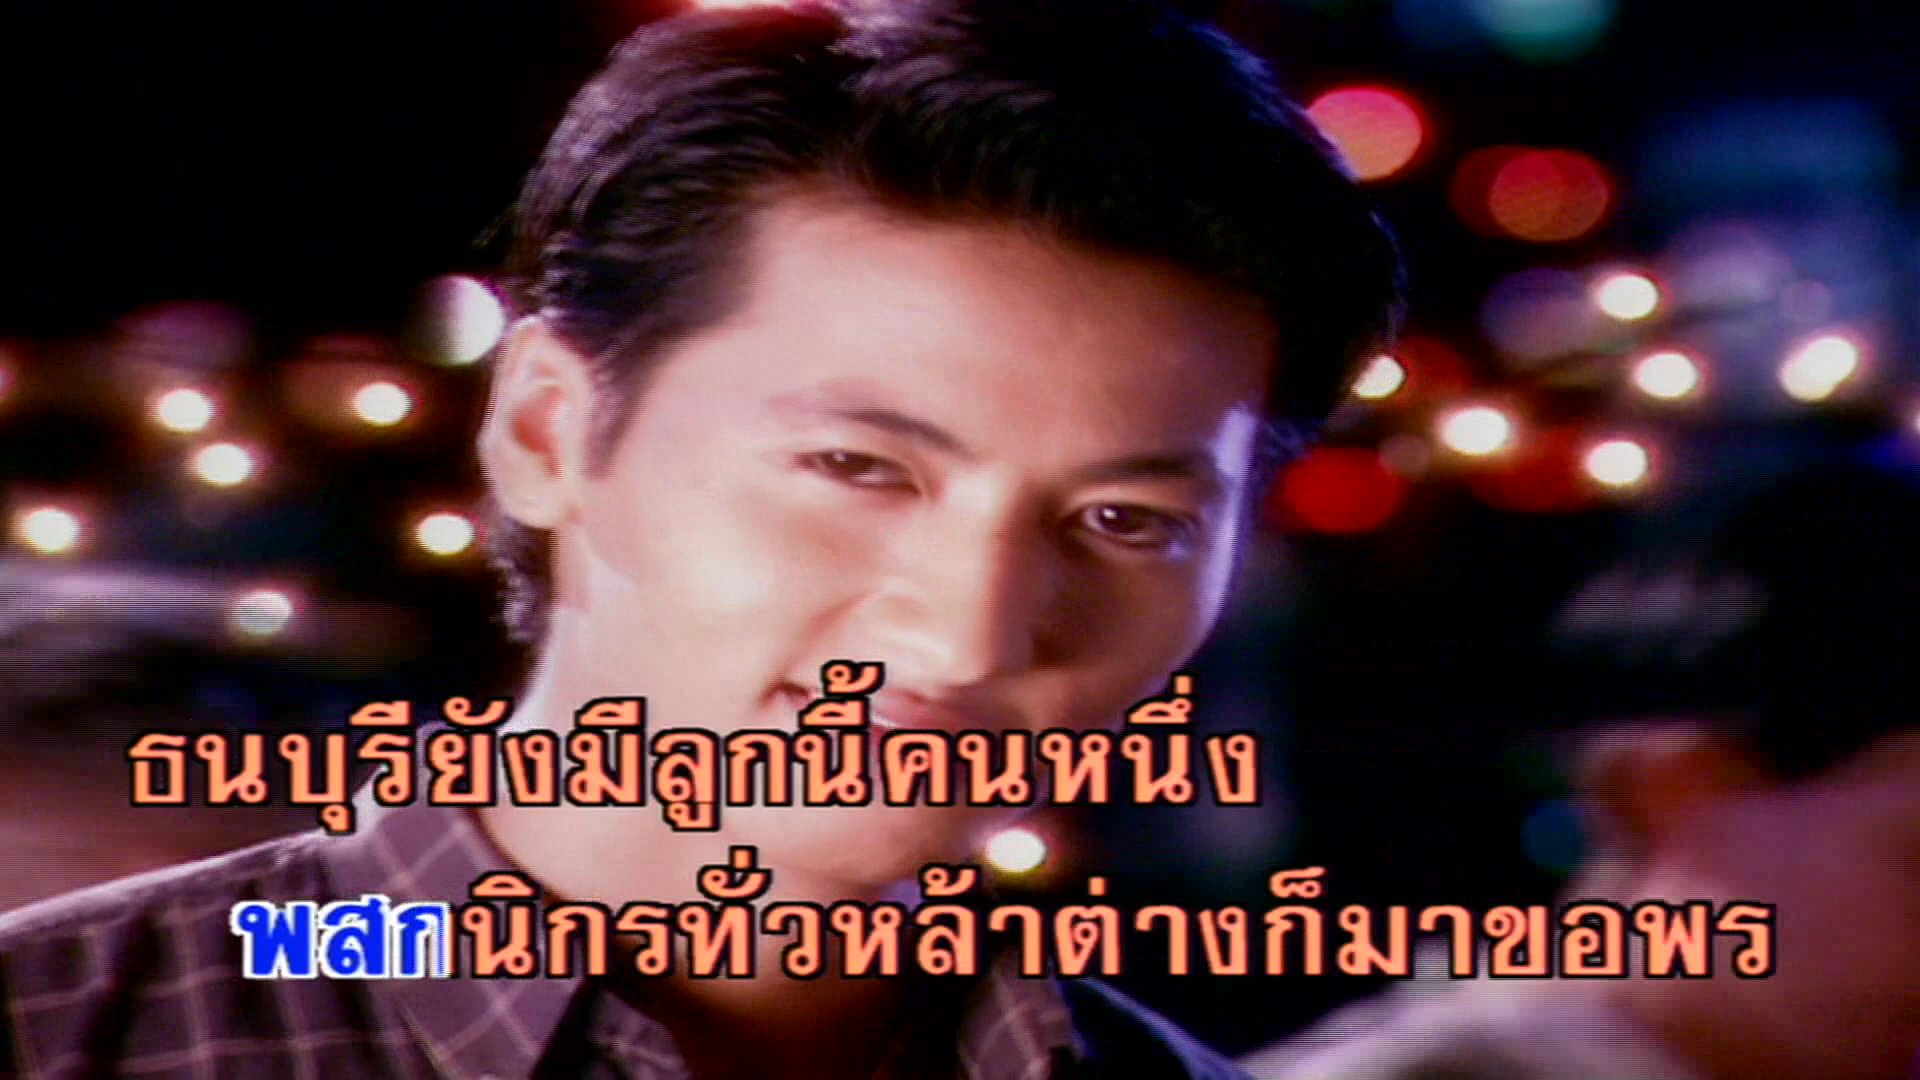 ธนบุรียังมีลูกนี้คนหนึ่ง
พสกนิกรทั่วหล้าต่างก็มาขอพร